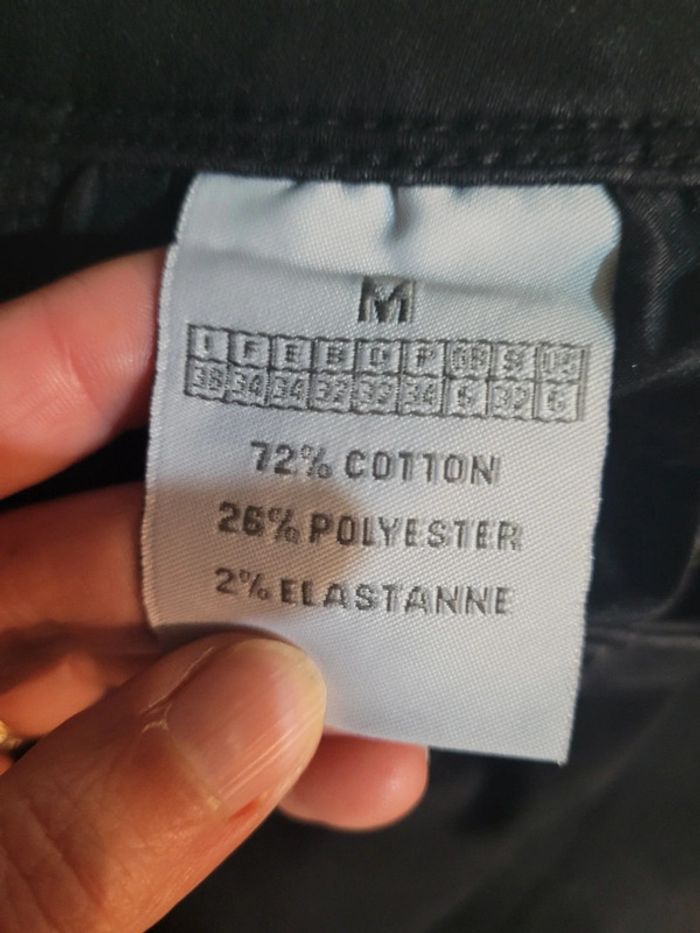 M
I F E B D P GB S US
38 34 34 32 32 34 6 32 6
72% COTTON
26% POLYESTER
2% ELASTANNE